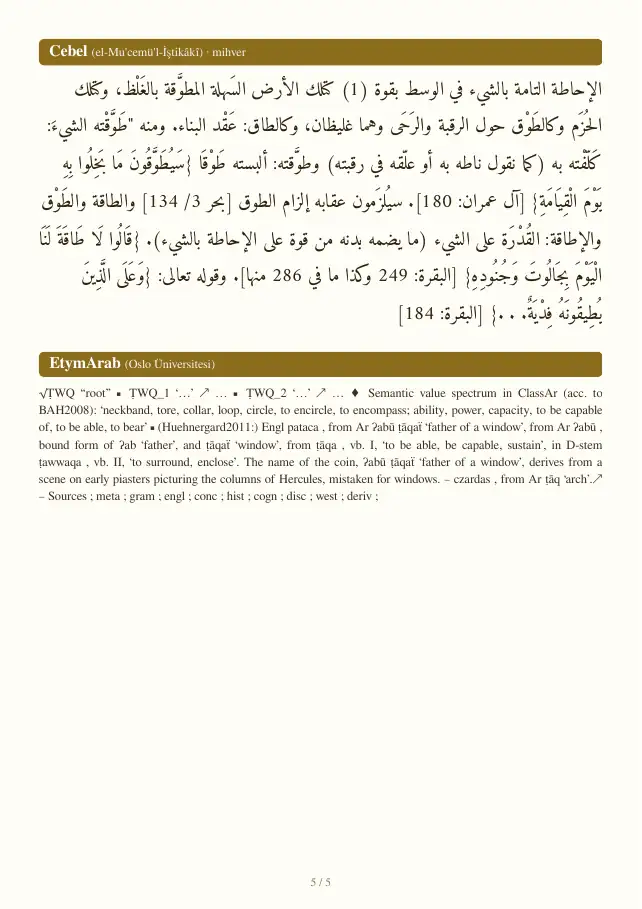 Cebel (el-Mu'cemü'l-İştikâkî) · mihver
الإحاطة التامة بالشيء في الوسط بقوة (1) كتلك الأرض السَهلة المطوَّقة بالغَلْظ، وكتلك
الحُزَم وكالطَوْق حول الرقبة والرَحَى وهما غليظان، وكالطاق: عَقْد البناء. ومنه "طَوَّقْته الشيءَ:
كَلَّفْته به (كما نقول ناطه به أو علّقه في رقبته) وطوَّقته: ألبسته طَوْقَا {سَيُطَوَّقُونَ مَا بَخِلُوا بِهِ
يَوْمَ الْقِيَامَةِ} [آل عمران: 180]. سيُلزَمون عقابه إلزام الطوق [بحر 3/ 134] والطاقة والطَوْق
والإطاقة: القُدْرَة على الشيء (ما يضمه بدنه من قوة على الإحاطة بالشيء). {قَالُوا لَا طَاقَةَ لَنَا
الْيَوْمَ بِجَالُوتَ وَجُنُودِهِ} [البقرة: 249 وكذا ما في 286 منها]. وقوله تعالى: {وَعَلَى الَّذِينَ
يُطِيقُونَهُ فِدْيَةٌ. . .} [البقرة: 184]
EtymArab (Oslo Üniversitesi)
√ṬWQ “root” ▪ ṬWQ_1 ‘…’ ↗ … ▪ ṬWQ_2 ‘…’ ↗ … ♦ Semantic value spectrum in ClassAr (acc. to
BAH2008): ‘neckband, tore, collar, loop, circle, to encircle, to encompass; ability, power, capacity, to be capable
of, to be able, to bear’ ▪ (Huehnergard2011:) Engl pataca , from Ar ʔabū ṭāqaẗ ‘father of a window’, from Ar ʔabū ,
bound form of ʔab ‘father’, and ṭāqaẗ ‘window’, from ṭāqa , vb. I, ‘to be able, be capable, sustain’, in D-stem
ṭawwaqa , vb. II, ‘to surround, enclose’. The name of the coin, ʔabū ṭāqaẗ ‘father of a window’, derives from a
scene on early piasters picturing the columns of Hercules, mistaken for windows. – czardas , from Ar ṭāq ‘arch’.↗
– Sources ; meta ; gram ; engl ; conc ; hist ; cogn ; disc ; west ; deriv ;
5 / 5